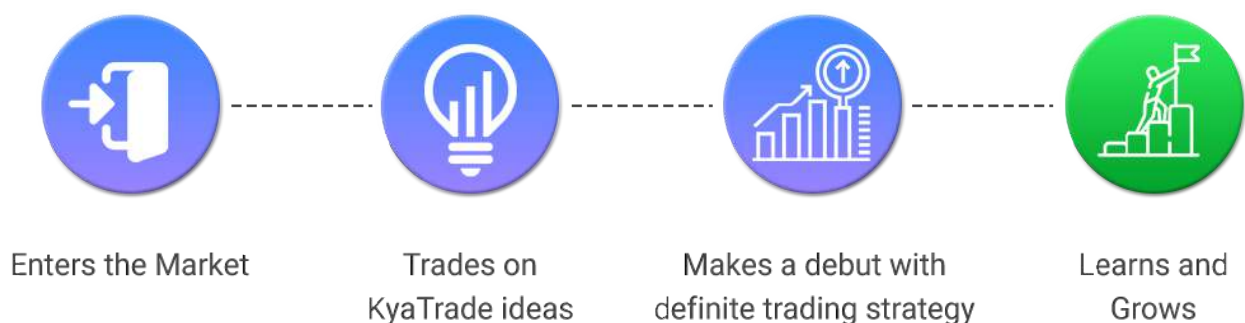 Enters the Market
Trades on
KyaTrade ideas
Makes a debut with
definite trading strategy
Learns and
Grows